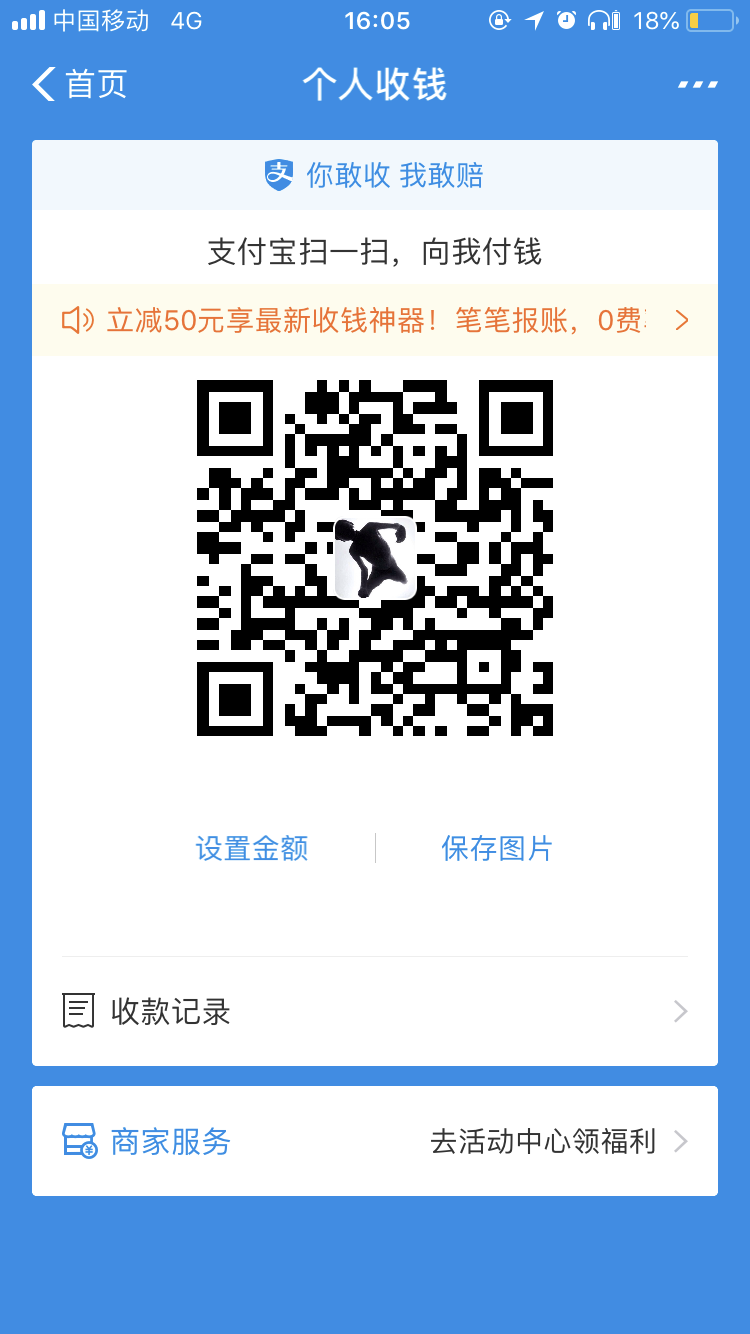 中国移动 4G 16:05 18%
首页 个人收钱
支 你敢收 我敢赔
支付宝扫一扫，向我付钱
立减50元享最新收钱神器！笔笔报账，0费
设置金额 保存图片
收款记录
商家服务 去活动中心领福利